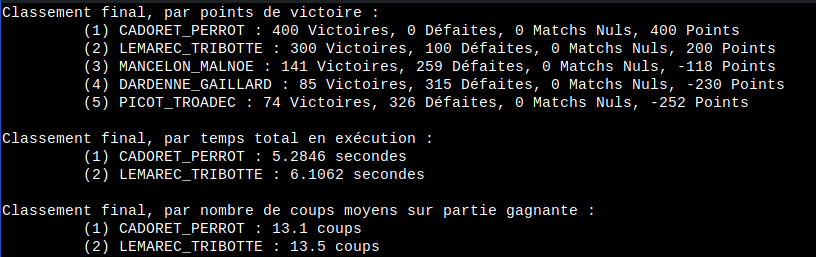 Classement final, par points de victoire :
(1) CADORET_PERROT : 400 Victoires, 0 Défaites, 0 Matchs Nuls, 400 Points
(2) LEMAREC_TRIBOTTE : 300 Victoires, 100 Défaites, 0 Matchs Nuls, 200 Points
(3) MANCELON_MALNOE : 141 Victoires, 259 Défaites, 0 Matchs Nuls, -118 Points
(4) DARDENNE_GAILLARD : 85 Victoires, 315 Défaites, 0 Matchs Nuls, -230 Points
(5) PICOT_TROADEC : 74 Victoires, 326 Défaites, 0 Matchs Nuls, -252 Points
Classement final, par temps total en exécution :
(1) CADORET_PERROT : 5.2846 secondes
(2) LEMAREC_TRIBOTTE : 6.1062 secondes
Classement final, par nombre de coups moyens sur partie gagnante :
(1) CADORET_PERROT : 13.1 coups
(2) LEMAREC_TRIBOTTE : 13.5 coups